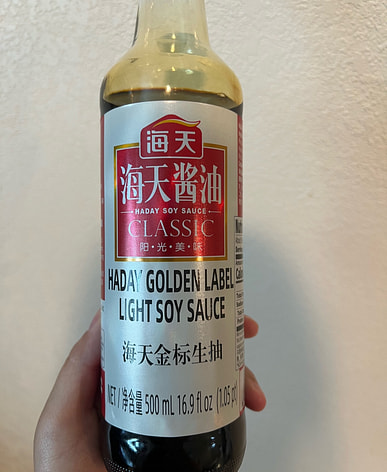 海天
海天酱油
HADAY SOY SAUCE
CLASSIC
阳·光·美·味
HADAY GOLDEN LABEL
LIGHT SOY SAUCE
海天金标生抽
NET / 净含量 500 mL 16.9 fl oz (1.05 pt)